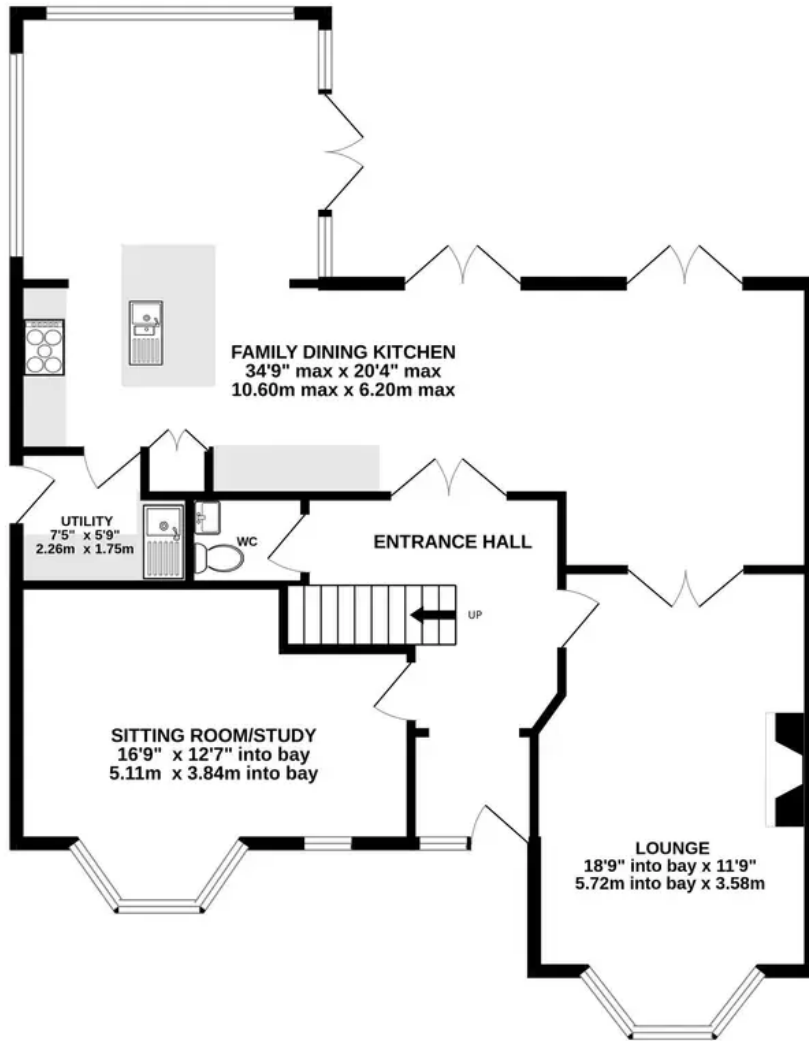 FAMILY DINING KITCHEN
34'9" max x 20'4" max
10.60m max x 6.20m max
UTILITY
7'5" x 5'9"
2.26m x 1.75m
WC
ENTRANCE HALL
UP
SITTING ROOM/STUDY
16'9" x 12'7" into bay
5.11m x 3.84m into bay
LOUNGE
18'9" into bay x 11'9"
5.72m into bay x 3.58m